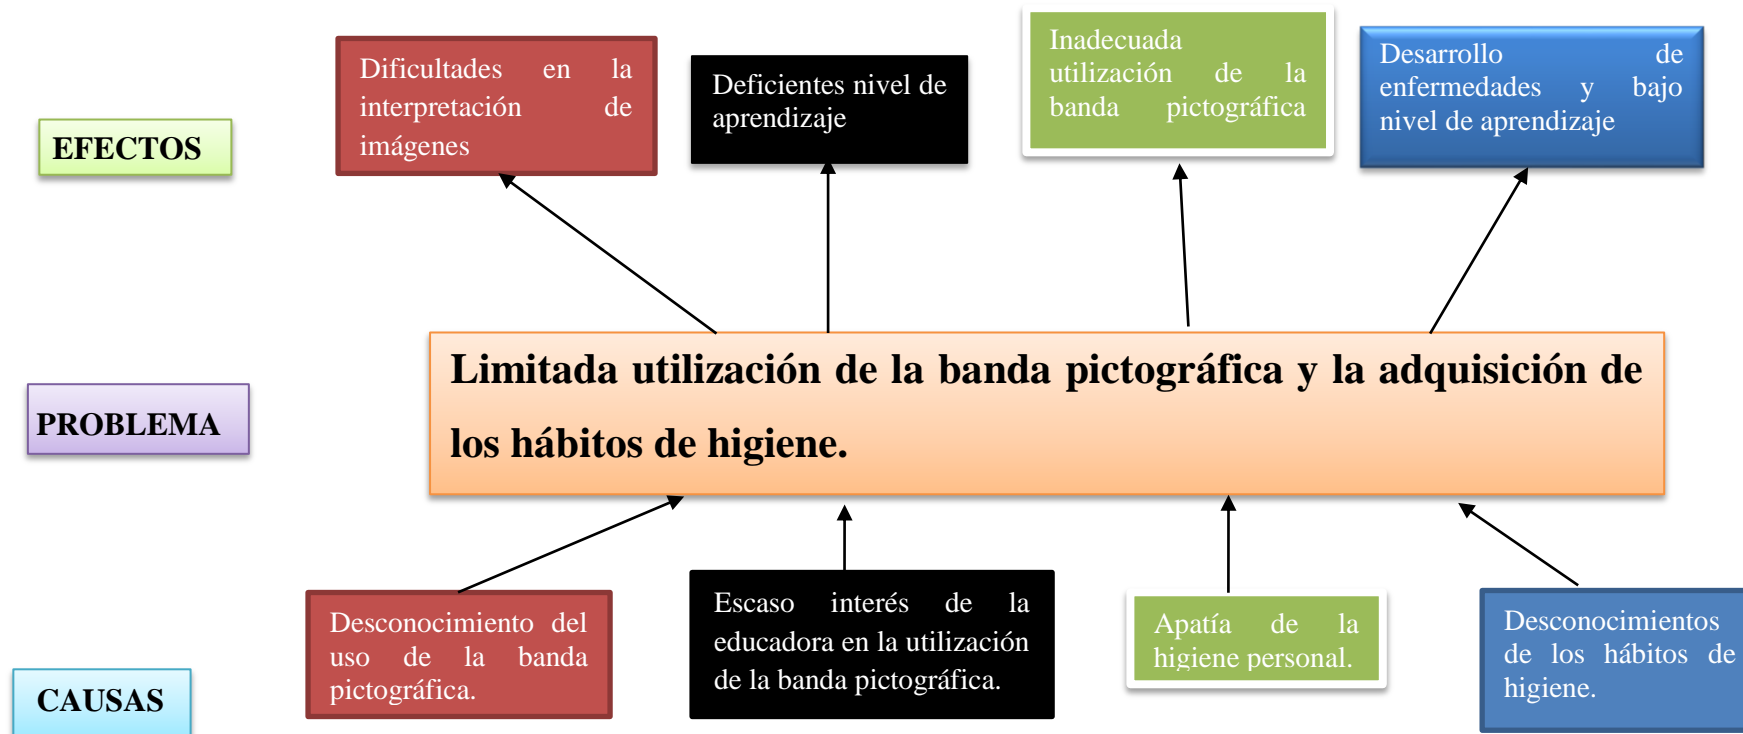 Dificultades en la
interpretación de
imágenes
Deficientes nivel de
aprendizaje
Inadecuada
utilización de la
banda pictográfica
Desarrollo de
enfermedades y bajo
nivel de aprendizaje
EFECTOS
Limitada utilización de la banda pictográfica y la adquisición de
los hábitos de higiene.
PROBLEMA
Desconocimiento del
uso de la banda
pictográfica.
Escaso interés de la
educadora en la utilización
de la banda pictográfica.
Apatía de la
higiene personal.
Desconocimientos
de los hábitos de
higiene.
CAUSAS